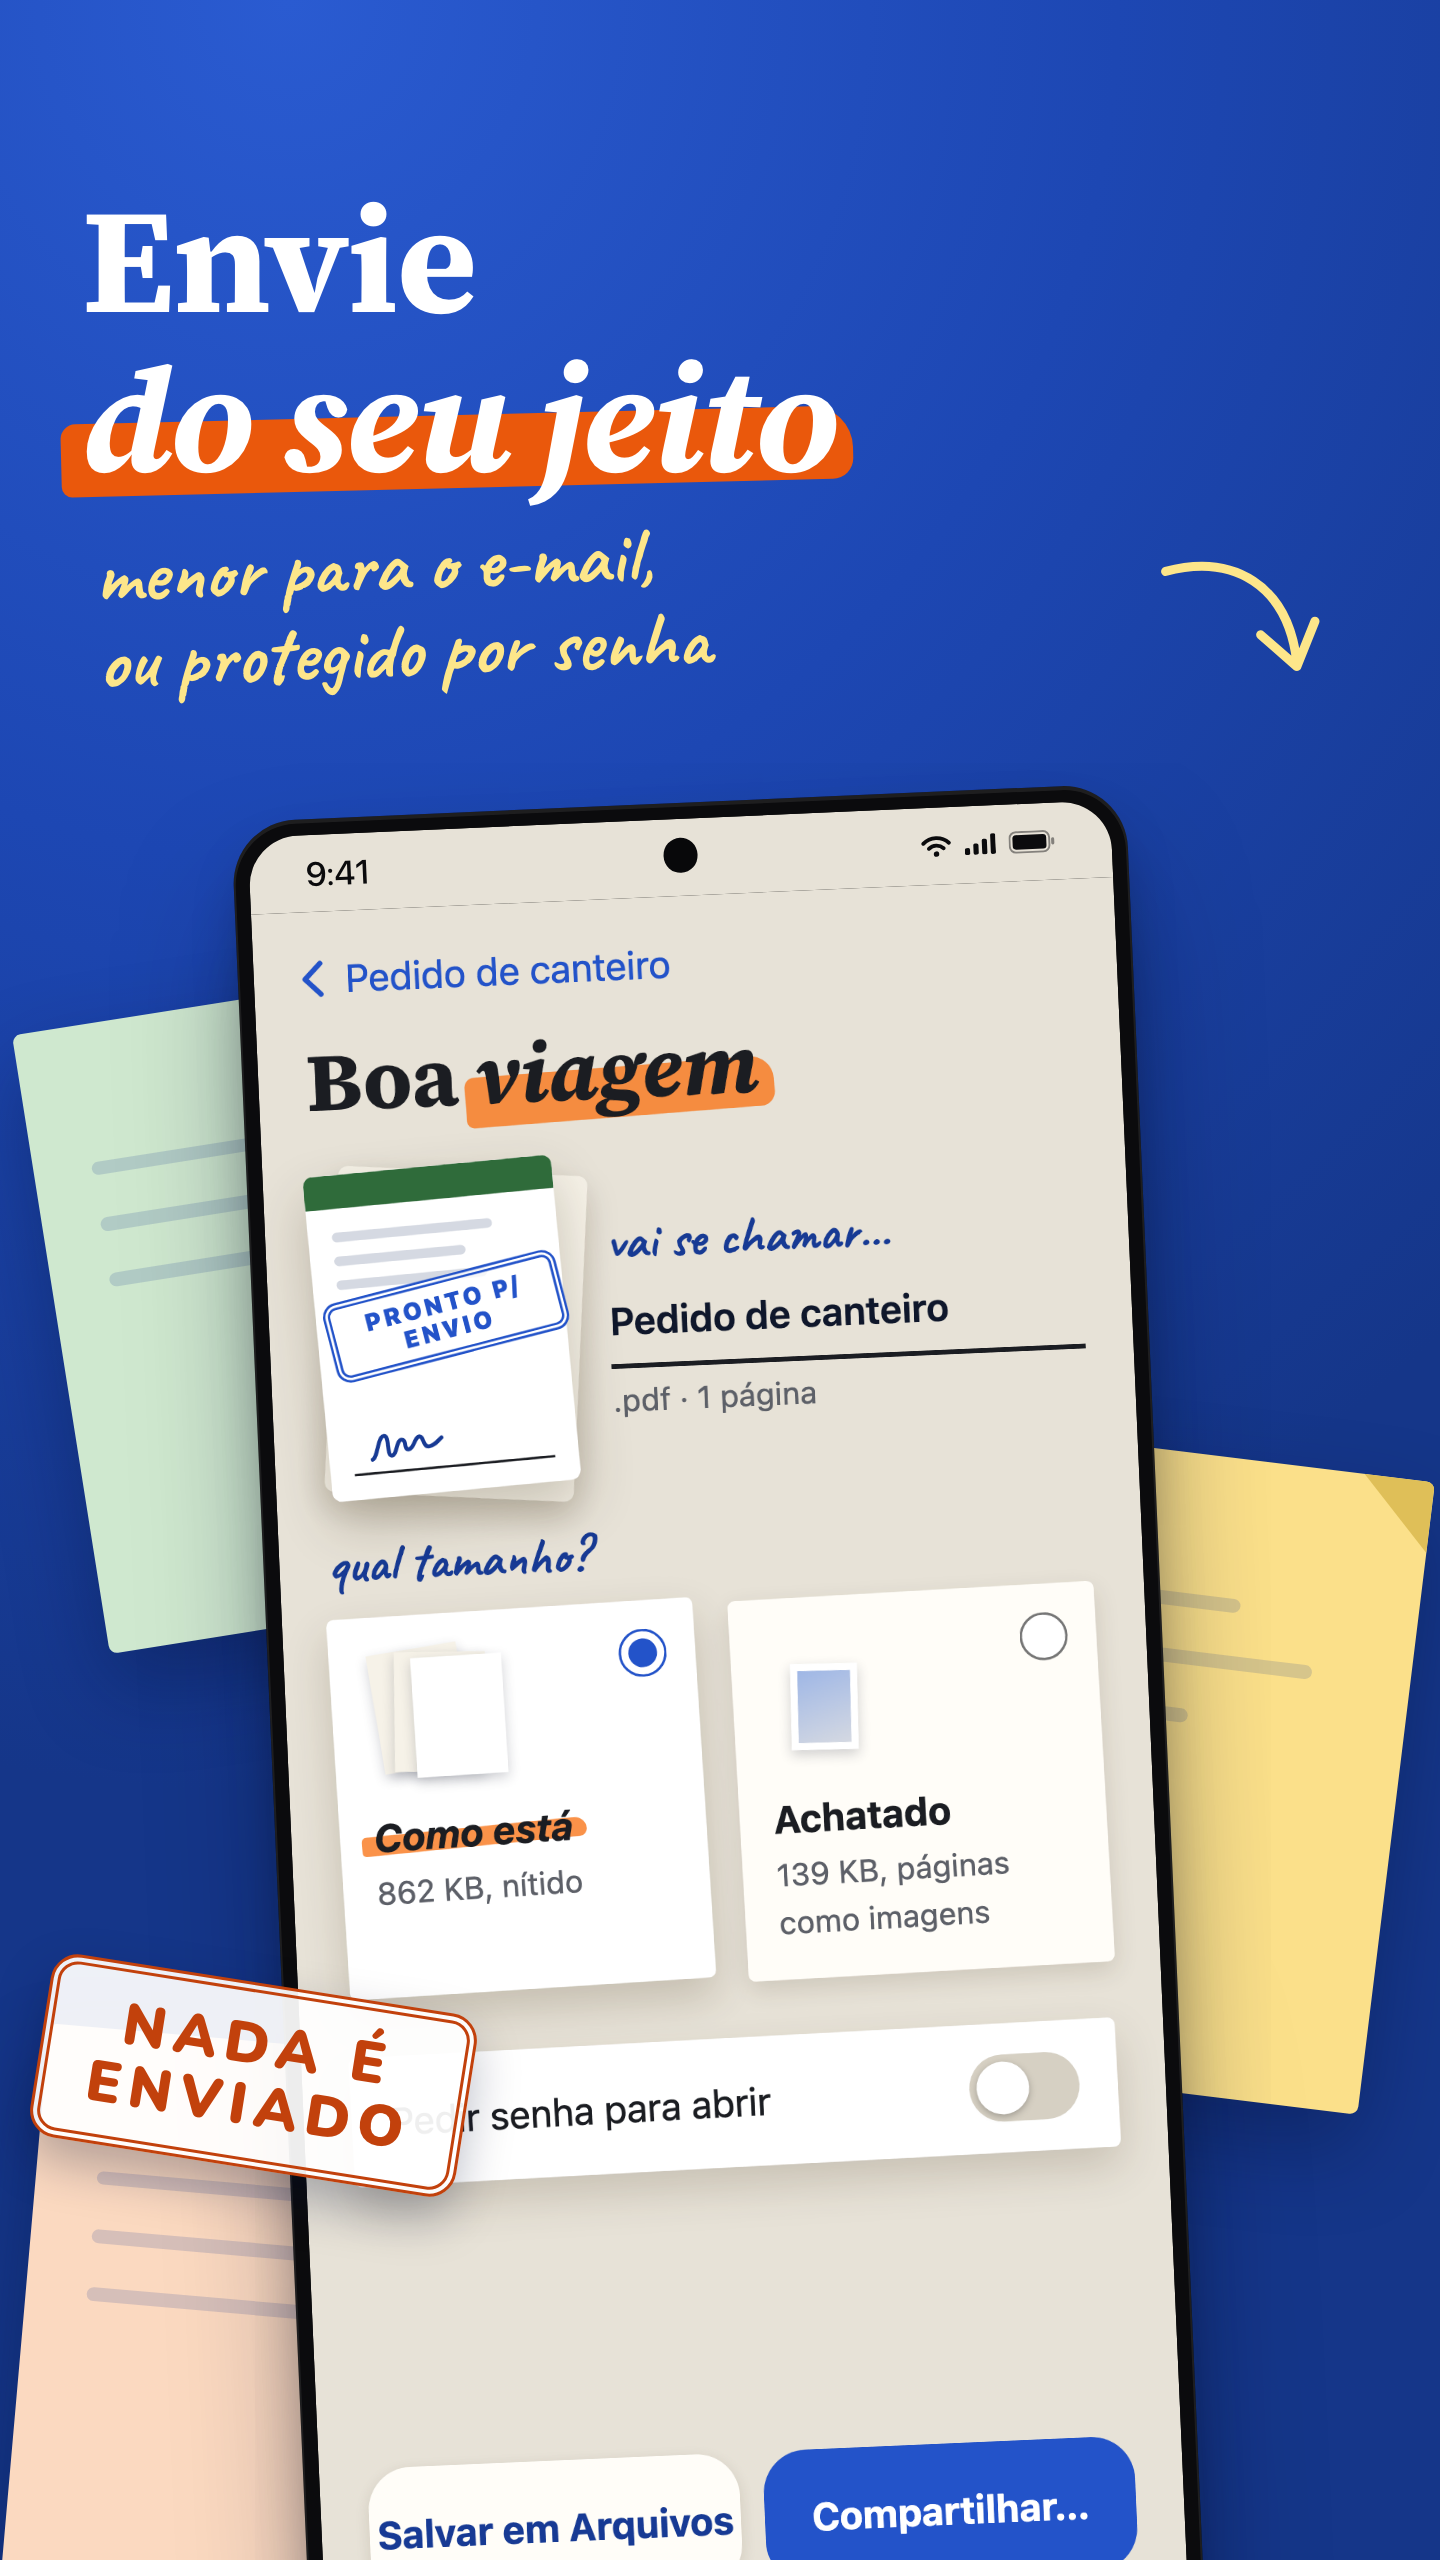 Envie
do seu jeito
menor para o e-mail,
ou protegido por senha
9:41
Pedido de canteiro
Boa viagem
PRONTO P/
ENVIO
vai se chamar...
Pedido de canteiro
.pdf · 1 página
qual tamanho?
Como está
862 KB, nítido
Achatado
139 KB, páginas
como imagens
NADA É
ENVIADO
Pedir senha para abrir
Salvar em Arquivos
Compartilhar...